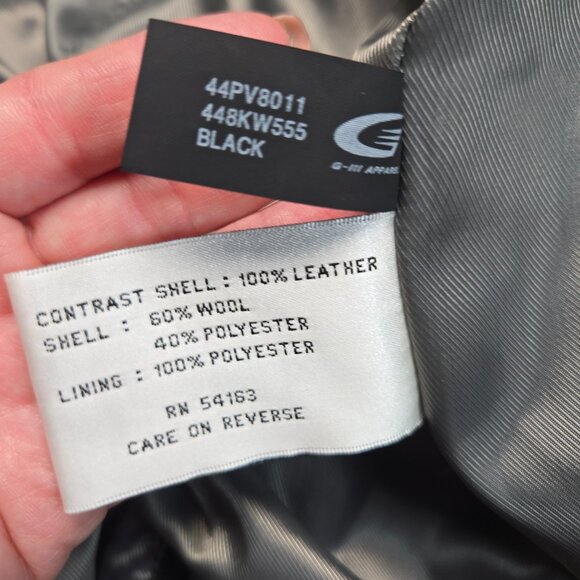 44PV8011
448KW555
BLACK
G-III APPAREL
CONTRAST SHELL : 100% LEATHER
SHELL : 60% WOOL
40% POLYESTER
LINING : 100% POLYESTER
RN 54163
CARE ON REVERSE